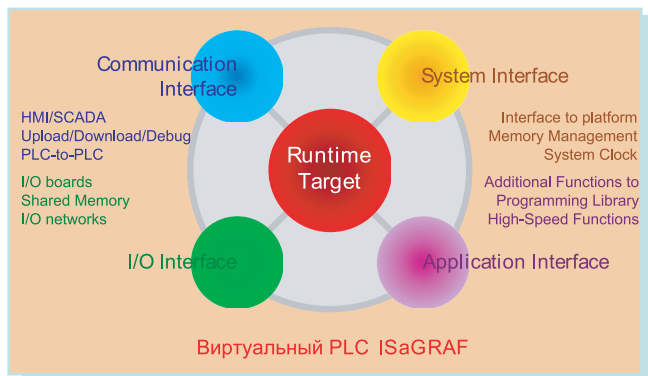 Communication
Interface
HMI/SCADA
Upload/Download/Debug
PLC-to-PLC
System Interface
Interface to platform
Memory Management
System Clock
Runtime
Target
I/O boards
Shared Memory
I/O networks
I/O Interface
Additional Functions to
Programming Library
High-Speed Functions
Application Interface
Виртуальный PLC ISaGRAF